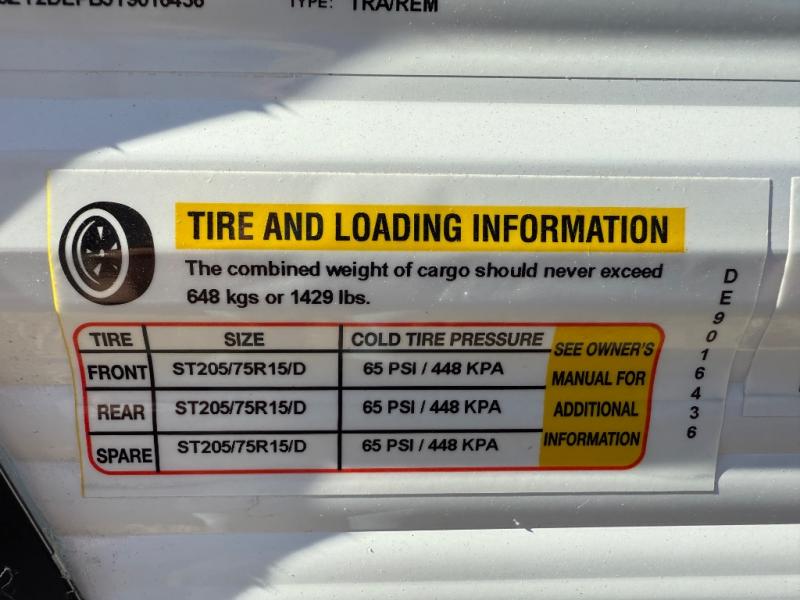 TYPE: TRA/REM
TIRE AND LOADING INFORMATION
The combined weight of cargo should never exceed
648 kgs or 1429 lbs.
TIRE SIZE COLD TIRE PRESSURE
FRONT ST205/75R15/D 65 PSI / 448 KPA
REAR ST205/75R15/D 65 PSI / 448 KPA
SPARE ST205/75R15/D 65 PSI / 448 KPA
SEE OWNER'S
MANUAL FOR
ADDITIONAL
INFORMATION
DE9016436